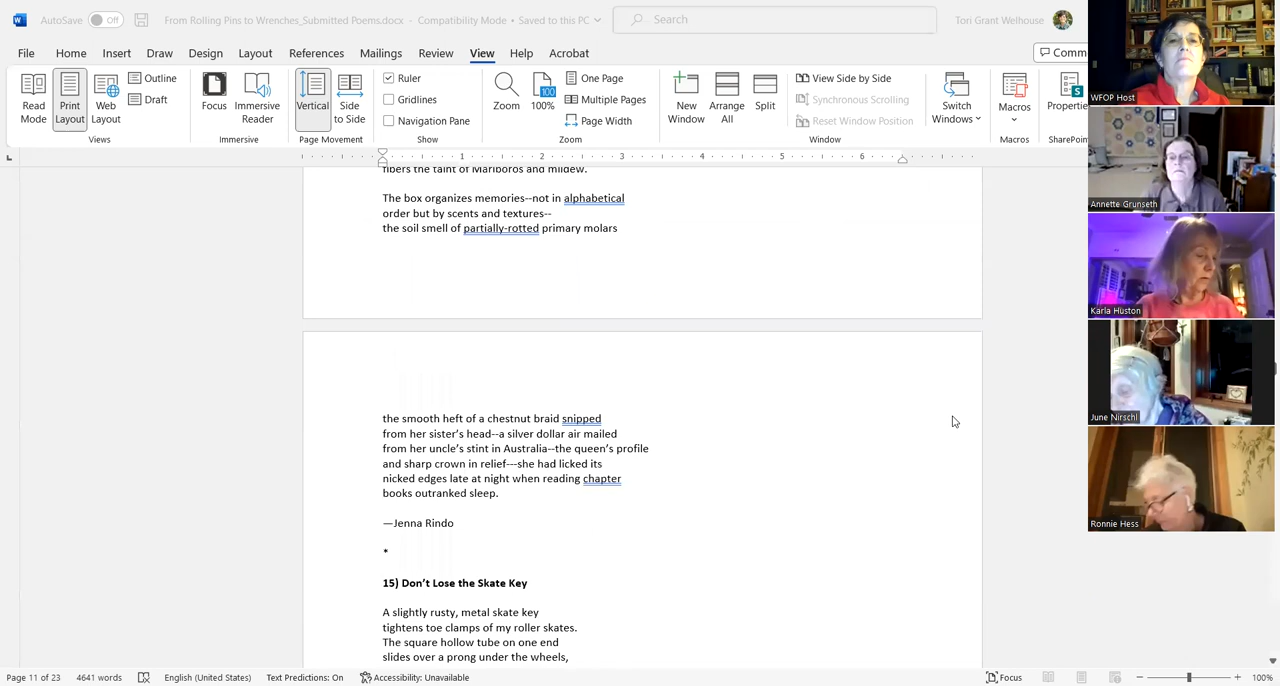 AutoSave Off From Rolling Pins to Wrenches_Submitted Poems.docx - Compatibility Mode • Saved to this PC Search Tori Grant Welhouse
File Home Insert Draw Design Layout References Mailings Review View Help Acrobat Comm
Read Mode Print Layout Web Layout Outline Draft
Views
Focus Immersive Reader
Immersive
Vertical Side to Side
Page Movement
Ruler
Gridlines
Navigation Pane
Show
Zoom 100 100% One Page Multiple Pages Page Width
Zoom
New Window Arrange All Split View Side by Side Synchronous Scrolling Reset Window Position
Window
Switch Windows
Macros
Macros
Properti
SharePoi
1 2 3 4 5 6
fibers the taint of Marlboros and mildew.
The box organizes memories--not in alphabetical
order but by scents and textures--
the soil smell of partially-rotted primary molars
the smooth heft of a chestnut braid snipped
from her sister's head--a silver dollar air mailed
from her uncle's stint in Australia--the queen's profile
and sharp crown in relief---she had licked its
nicked edges late at night when reading chapter
books outranked sleep.
—Jenna Rindo
*
15) Don't Lose the Skate Key
A slightly rusty, metal skate key
tightens toe clamps of my roller skates.
The square hollow tube on one end
slides over a prong under the wheels,
WFOP Host
Annette Grunseth
Karla Huston
June Nirschl
Ronnie Hess
Page 11 of 23 4641 words English (United States) Text Predictions: On Accessibility: Unavailable Focus 100%